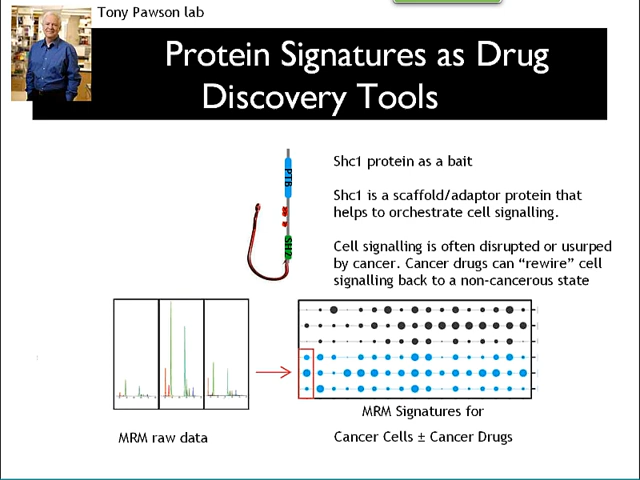 Tony Pawson lab
Protein Signatures as Drug
Discovery Tools
Shc1 protein as a bait
PTB
SH2
Shc1 is a scaffold/adaptor protein that
helps to orchestrate cell signalling.
Cell signalling is often disrupted or usurped
by cancer. Cancer drugs can “rewire” cell
signalling back to a non-cancerous state
MRM raw data
MRM Signatures for
Cancer Cells ± Cancer Drugs